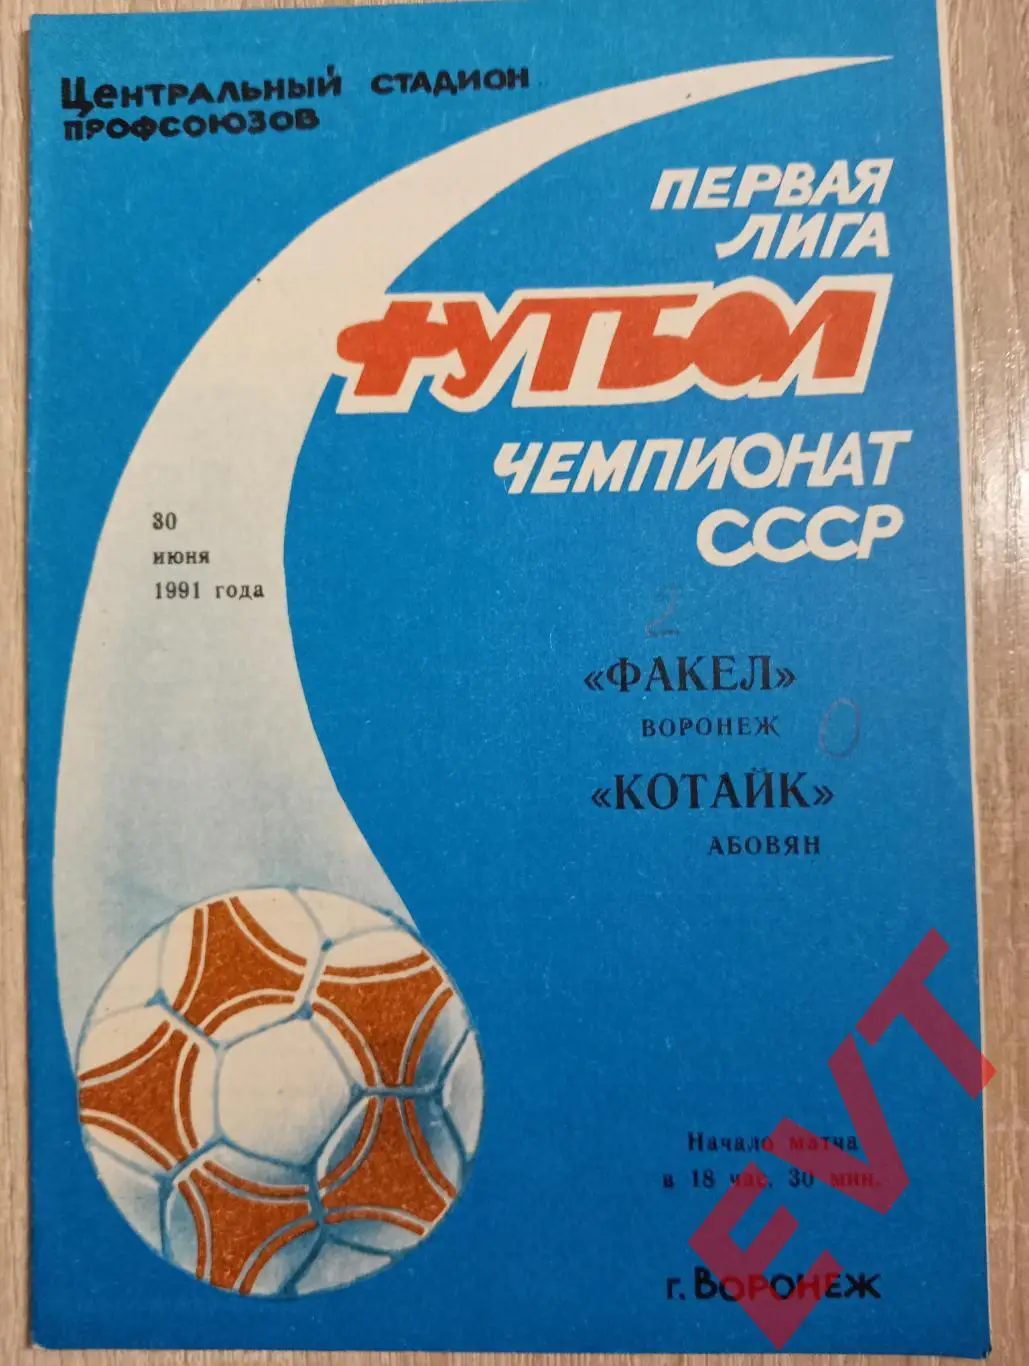 Центральный стадион
профсоюзов
ПЕРВАЯ
ЛИГА
ФУТБОЛ
ЧЕМПИОНАТ
СССР
30
июня
1991 года
2
«ФАКЕЛ»
ВОРОНЕЖ 0
«КОТАЙК»
АБОВЯН
Начало матча
в 18 час. 30 мин.
г. Воронеж
EVT